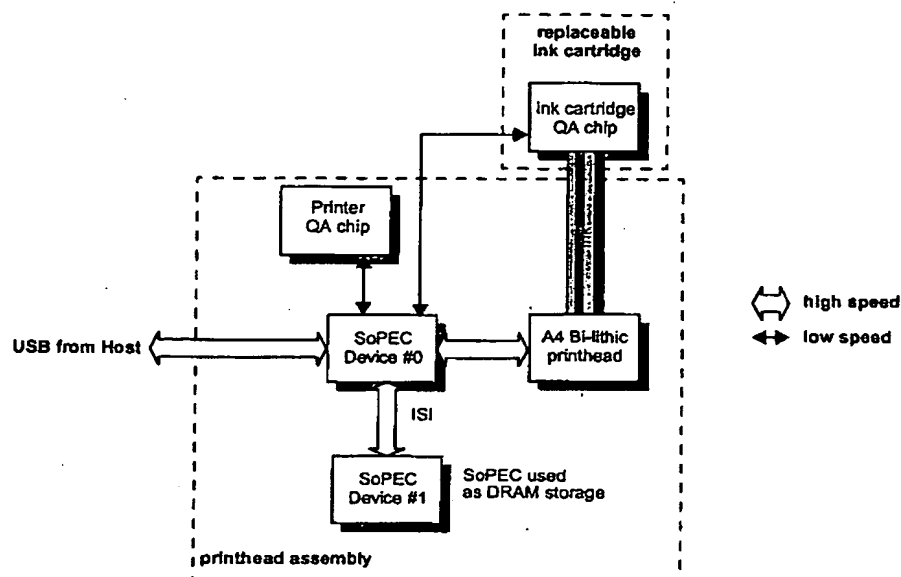 replaceable
ink cartridge
ink cartridge
QA chip
Printer
QA chip
ink
USB from Host
SoPEC
Device #0
A4 Bi-lithic
printhead
high speed
low speed
ISI
SoPEC
Device #1
SoPEC used
as DRAM storage
printhead assembly